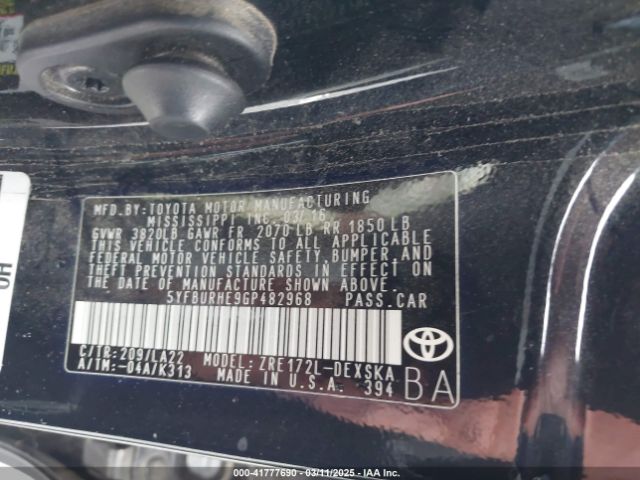 MFD.BY:TOYOTA MOTOR MANUFACTURING
MISSISSIPPI INC. 03/16
GVWR 3820LB GAWR FR 2070 LB RR 1850 LB
THIS VEHICLE CONFORMS TO ALL APPLICABLE
FEDERAL MOTOR VEHICLE SAFETY, BUMPER, AND
THEFT PREVENTION STANDARDS IN EFFECT ON
THE DATE OF MANUFACTURE SHOWN ABOVE.
5YFBURHE9GP482968 PASS.CAR
C/TR:209/LA22 MODEL:ZRE172L-DEXSKA
A/TM:-04A/K313 MADE IN U.S.A. 394
BA
TOYOTA
HO
00-41777690 - 03/11/2025 - IAA Inc.